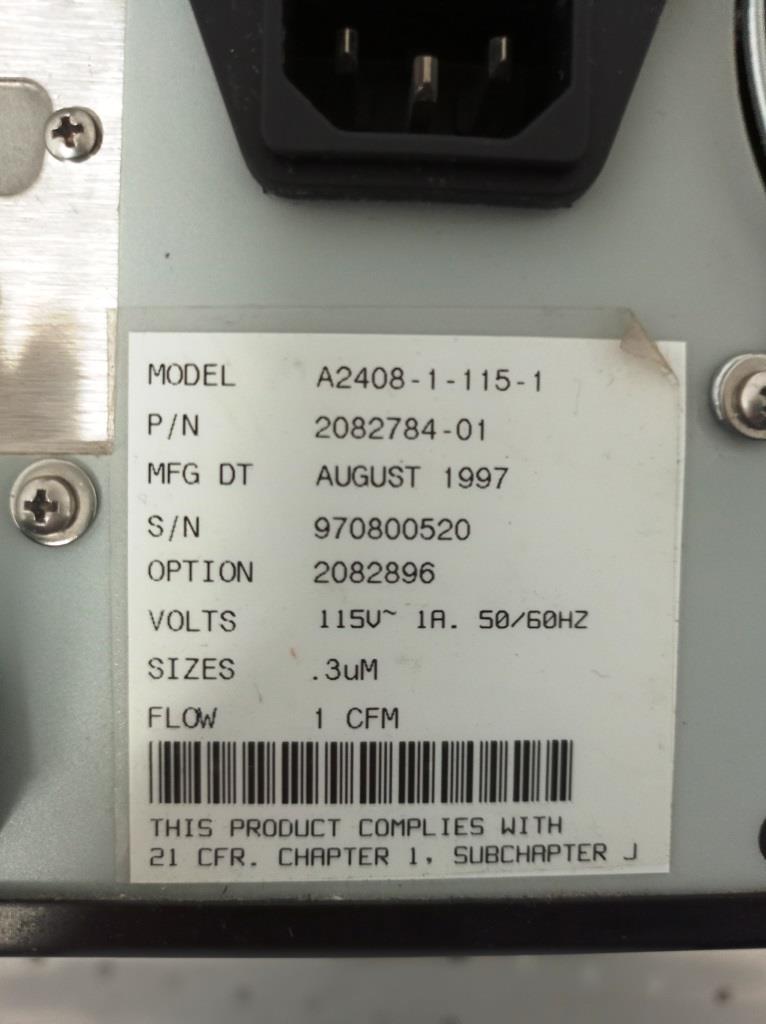 MODEL A2408-1-115-1
P/N 2082784-01
MFG DT AUGUST 1997
S/N 970800520
OPTION 2082896
VOLTS 115V~ 1A. 50/60HZ
SIZES .3uM
FLOW 1 CFM
THIS PRODUCT COMPLIES WITH
21 CFR. CHAPTER 1, SUBCHAPTER J